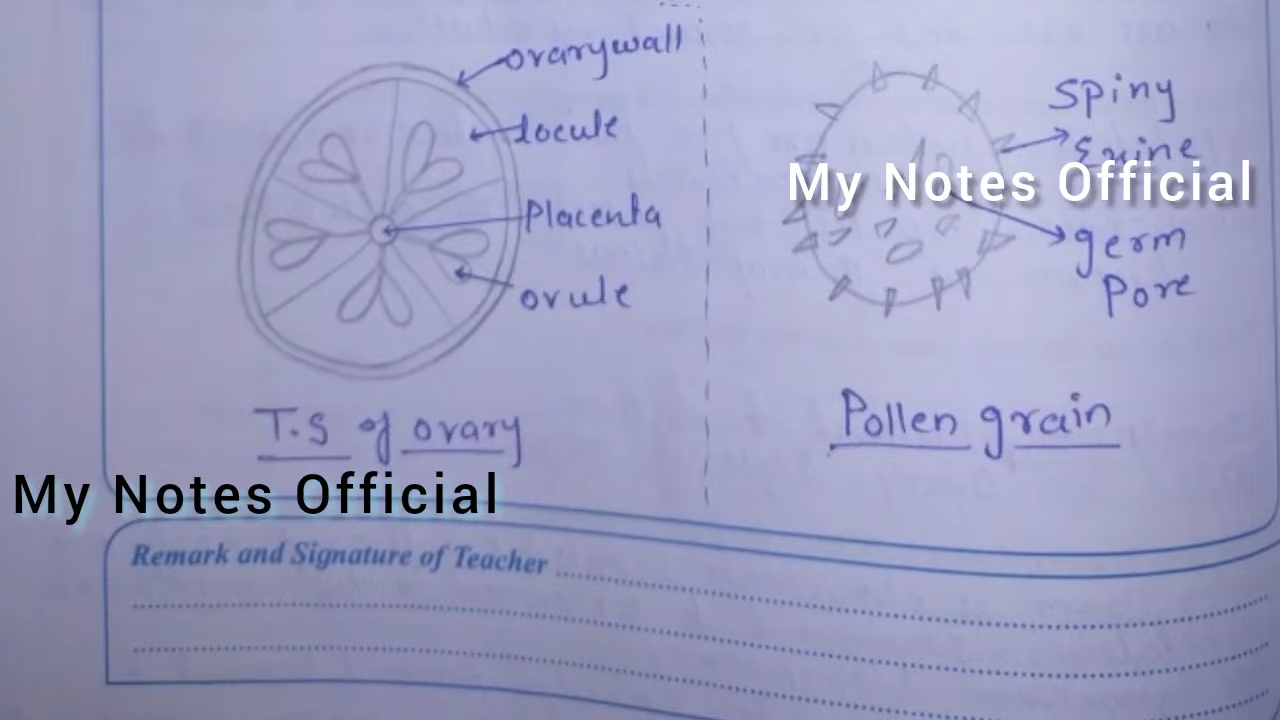 ovarywall
locule
Placenta
ovule
T.S of ovary
Spiny
Exine
germ
Pore
Pollen grain
My Notes Official
My Notes Official
Remark and Signature of Teacher